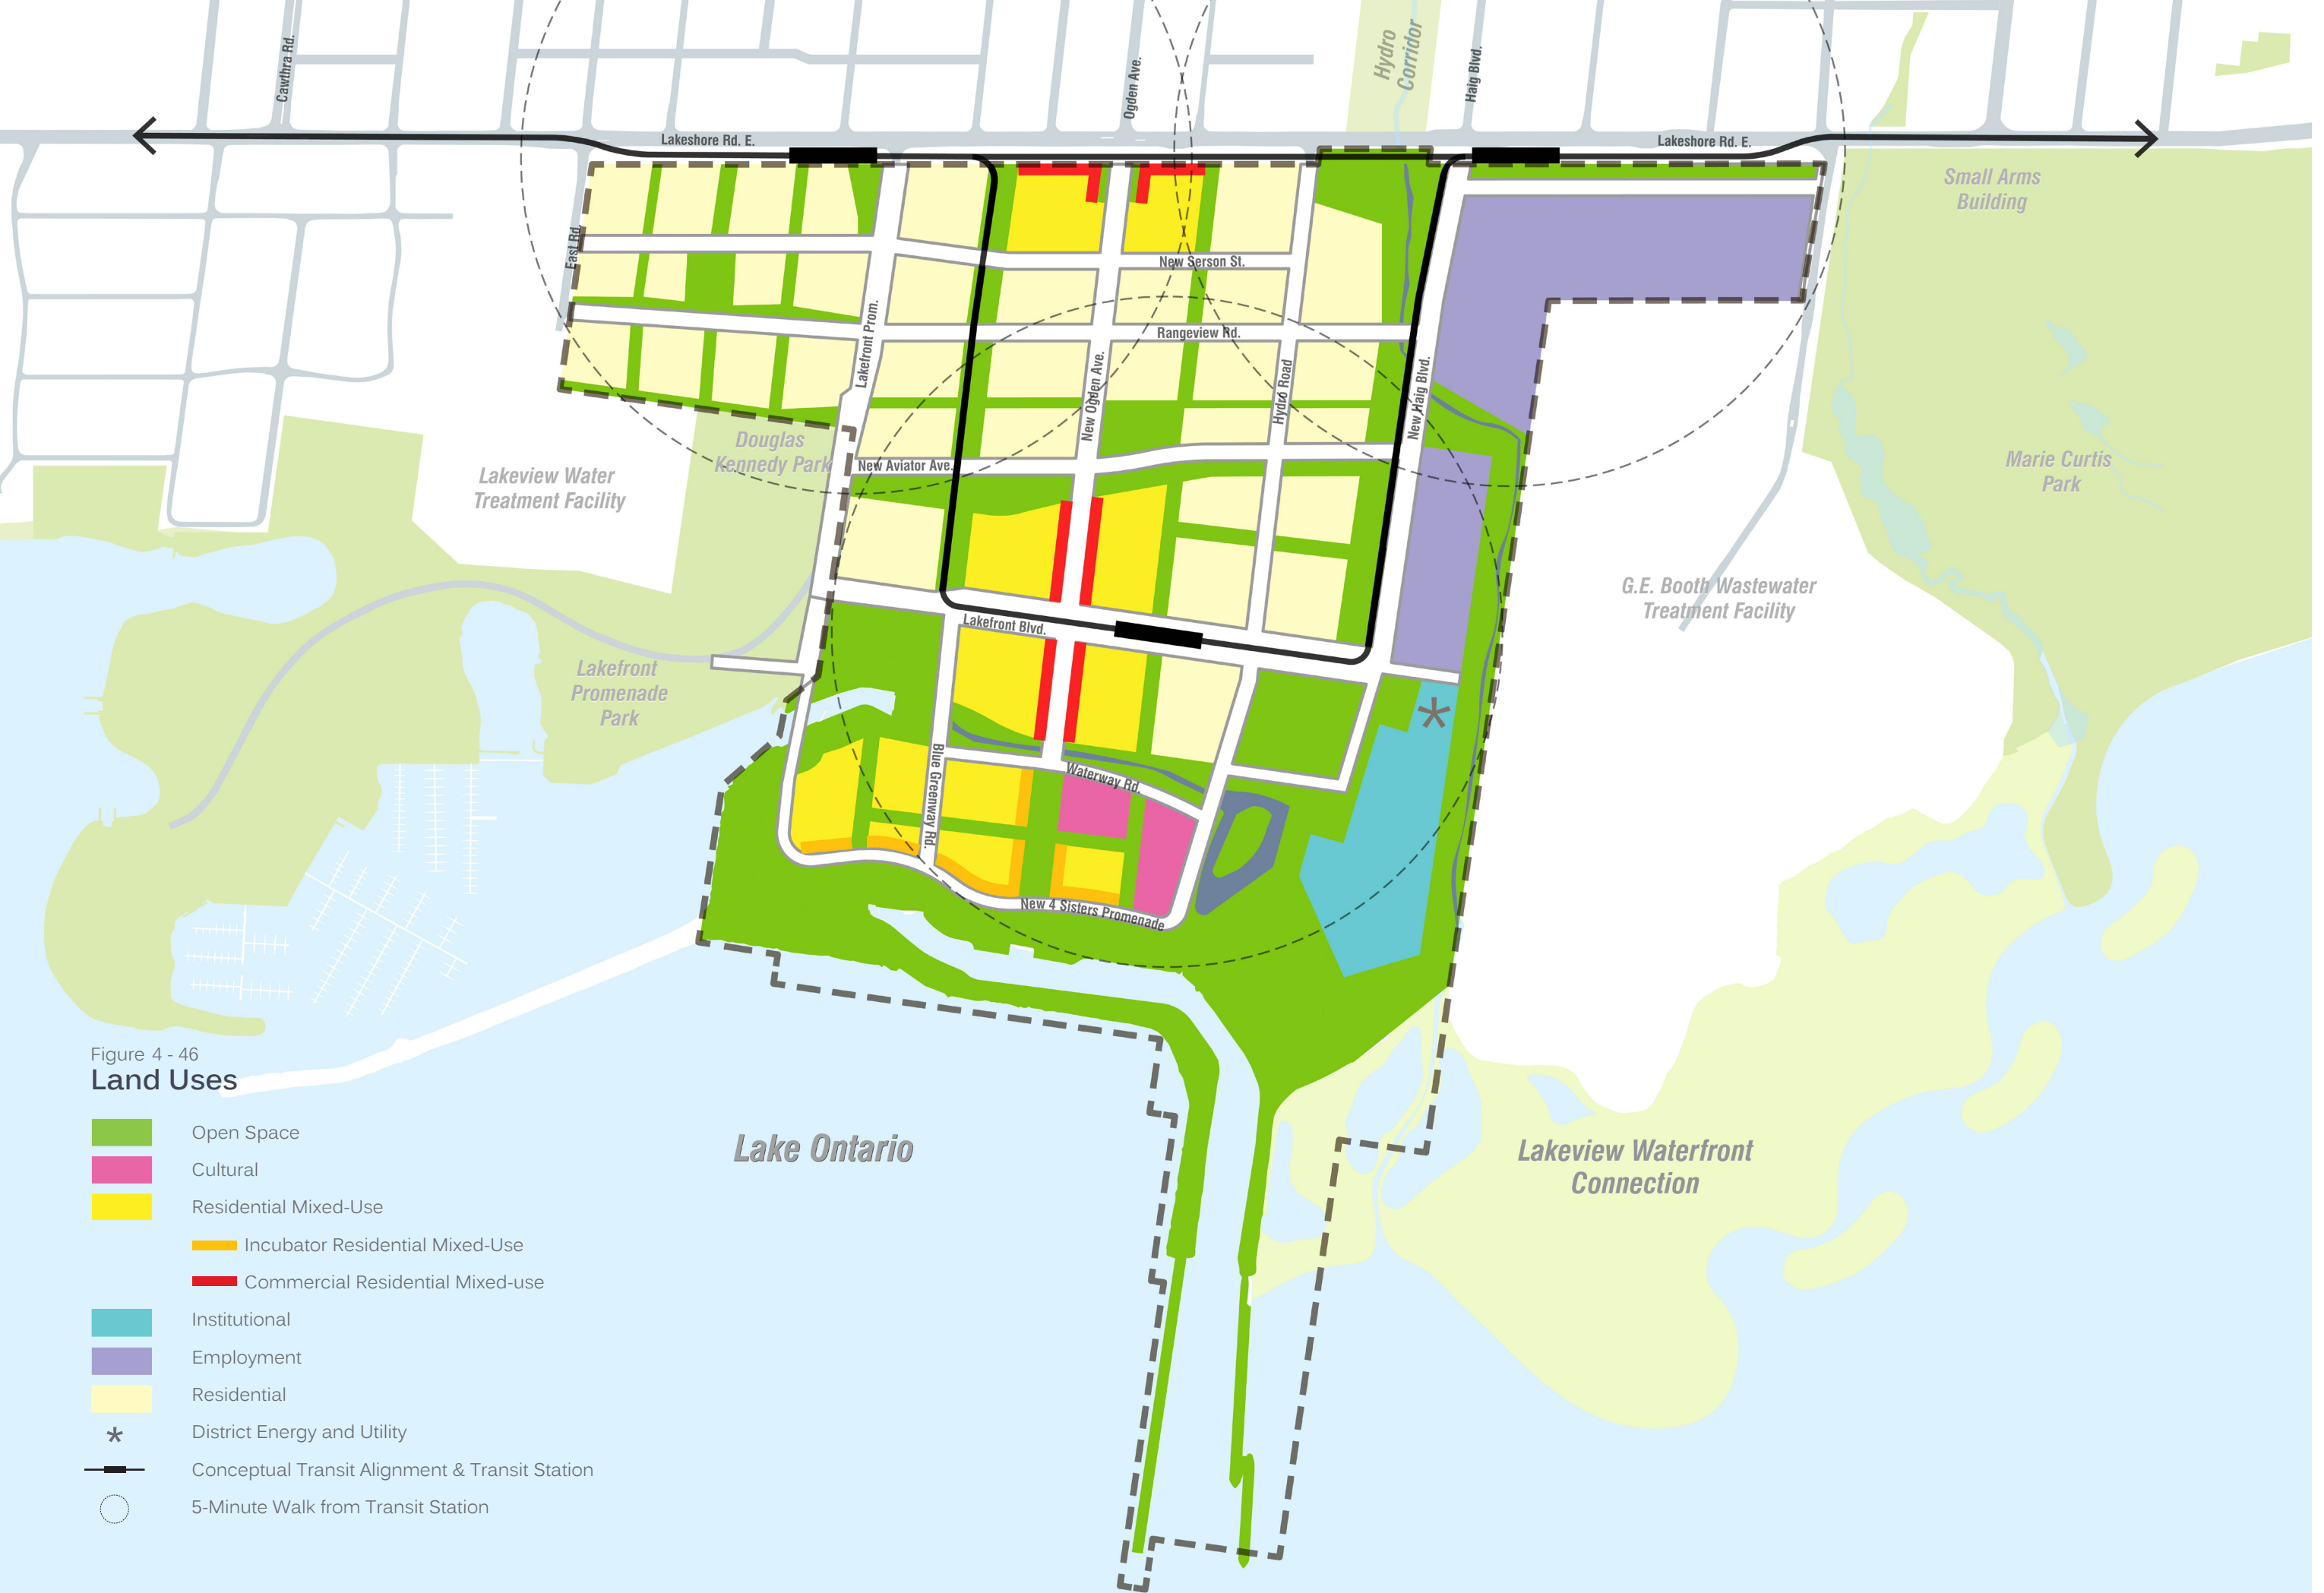 Cawthra Rd.
Ogden Ave.
Hydro
Corridor
Haig Blvd.
Lakeshore Rd. E.
Lakeshore Rd. E.
Small Arms
Building
East Rd.
New Serson St.
Lakefront Prom.
Rangeview Rd.
New Ogden Ave.
Hydro Road
New Haig Blvd.
Douglas
Kennedy Park
Lakeview Water
Treatment Facility
New Aviator Ave.
Marie Curtis
Park
G.E. Booth Wastewater
Treatment Facility
Lakefront Blvd.
Lakefront
Promenade
Park
Blue Greenway Rd.
Waterway Rd.
New 4 Sisters Promenade
Lake Ontario
Lakeview Waterfront
Connection
Figure 4 - 46
Land Uses
Open Space
Cultural
Residential Mixed-Use
Incubator Residential Mixed-Use
Commercial Residential Mixed-use
Institutional
Employment
Residential
* District Energy and Utility
Conceptual Transit Alignment & Transit Station
5-Minute Walk from Transit Station